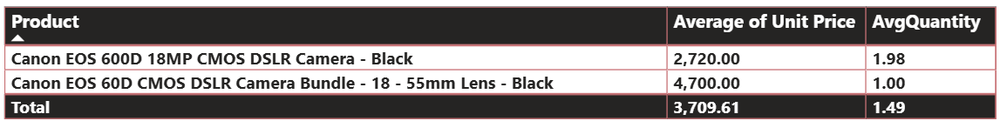 Product Average of Unit Price AvgQuantity
Canon EOS 600D 18MP CMOS DSLR Camera - Black 2,720.00 1.98
Canon EOS 60D CMOS DSLR Camera Bundle - 18 - 55mm Lens - Black 4,700.00 1.00
Total 3,709.61 1.49